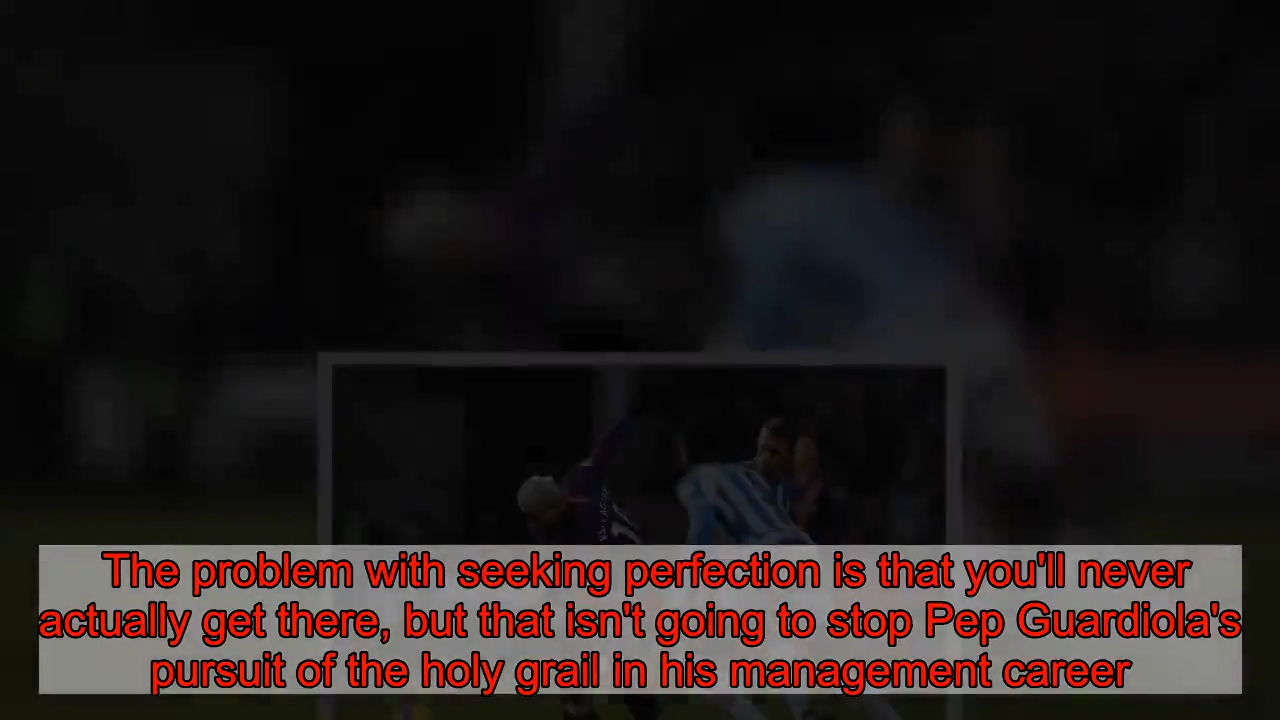 The problem with seeking perfection is that you'll never
actually get there, but that isn't going to stop Pep Guardiola's
pursuit of the holy grail in his management career